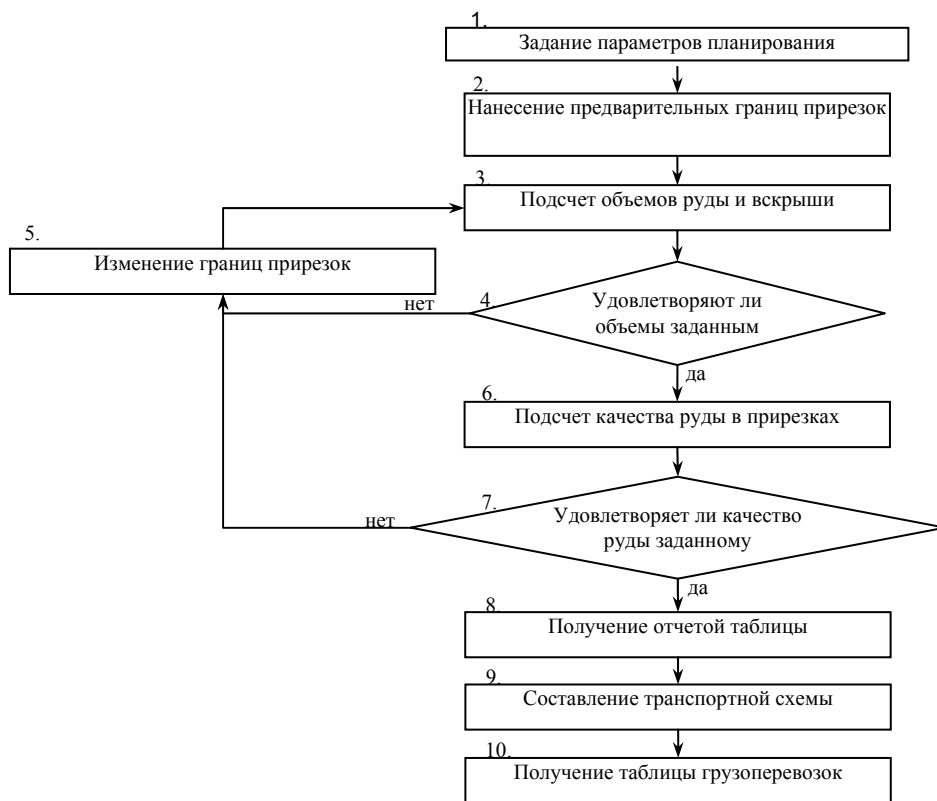 1.
Задание параметров планирования
2.
Нанесение предварительных границ прирезок
3.
Подсчет объемов руды и вскрыши
5.
Изменение границ прирезок
нет
4.
Удовлетворяют ли
объемы заданным
да
6.
Подсчет качества руды в прирезках
7.
Удовлетворяет ли качество
руды заданному
нет
да
8.
Получение отчетой таблицы
9.
Составление транспортной схемы
10.
Получение таблицы грузоперевозок